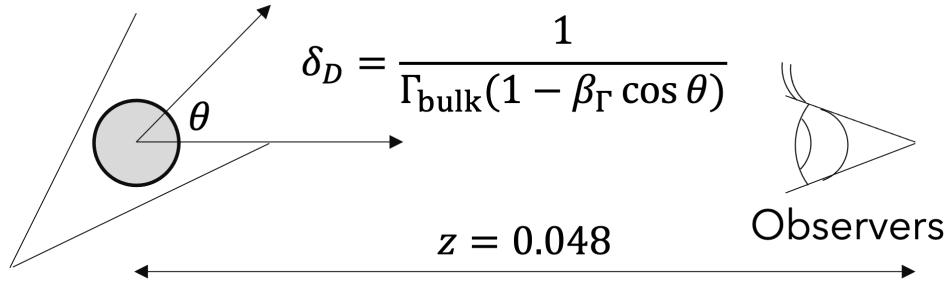 δ_D = 1 / Γ_bulk(1 − β_Γ cos θ)
θ
Observers
z = 0.048